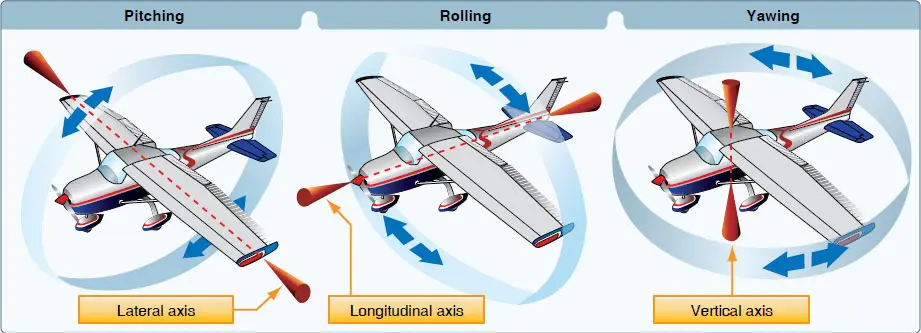 Pitching
Rolling
Yawing
Lateral axis
Longitudinal axis
Vertical axis